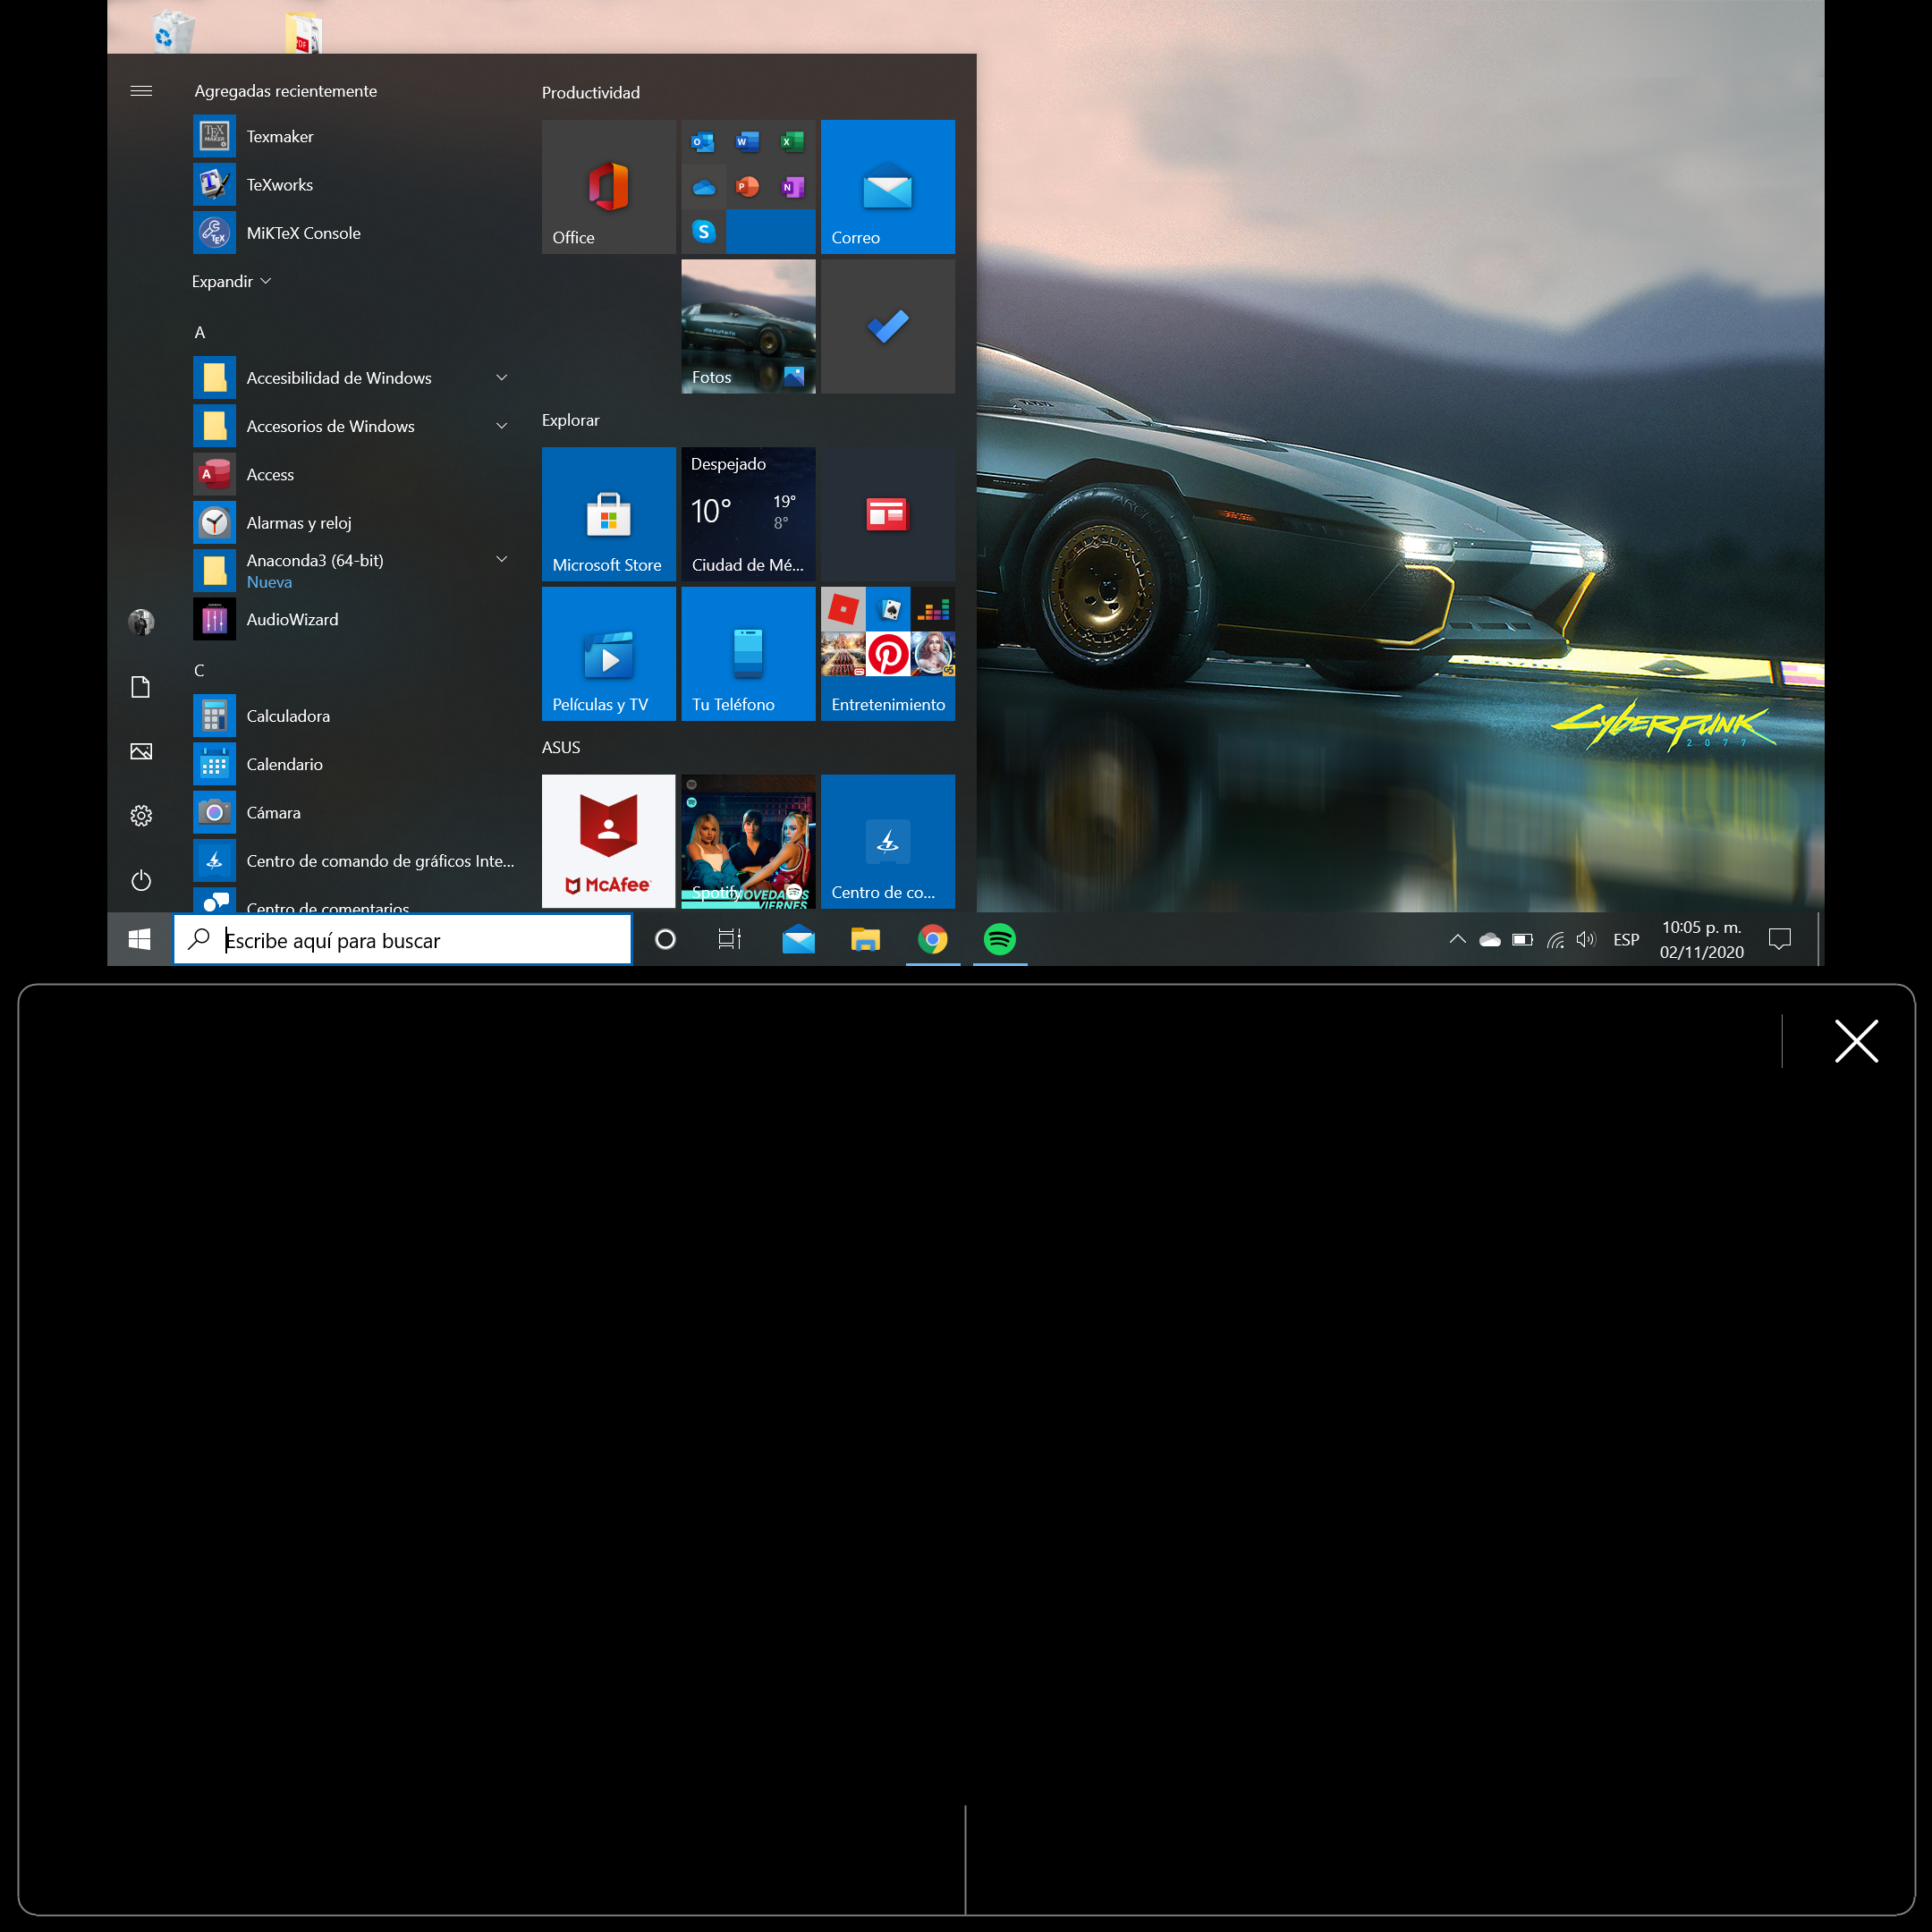 Agregadas recientemente
Texmaker
TeXworks
MiKTeX Console
Expandir
A
Accesibilidad de Windows
Accesorios de Windows
Access
Alarmas y reloj
Anaconda3 (64-bit)
Nueva
AudioWizard
C
Calculadora
Calendario
Cámara
Centro de comando de gráficos Inte...
Centro de comentarios
Productividad
Office
Correo
Fotos
Explorar
Microsoft Store
Despejado
10° 19°
8°
Ciudad de Mé...
Películas y TV
Tu Teléfono
Entretenimiento
ASUS
McAfee
Spotify
NOVEDADES
VIERNES
Centro de co...
CYBERPUNK
2077
Escribe aquí para buscar
ESP
10:05 p. m.
02/11/2020